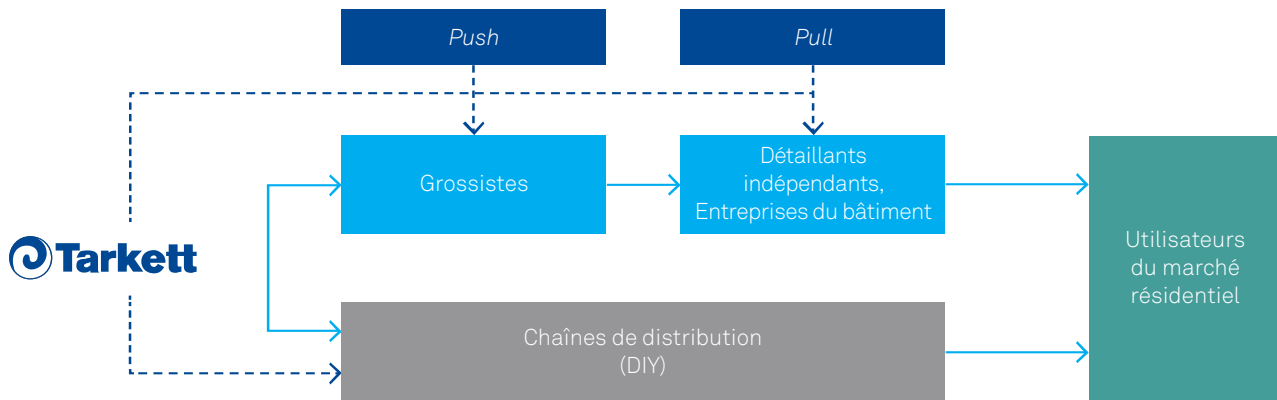 Push
Pull
Grossistes
Détaillants
indépendants,
Entreprises du bâtiment
Tarkett
Utilisateurs
du marché
résidentiel
Chaînes de distribution
(DIY)